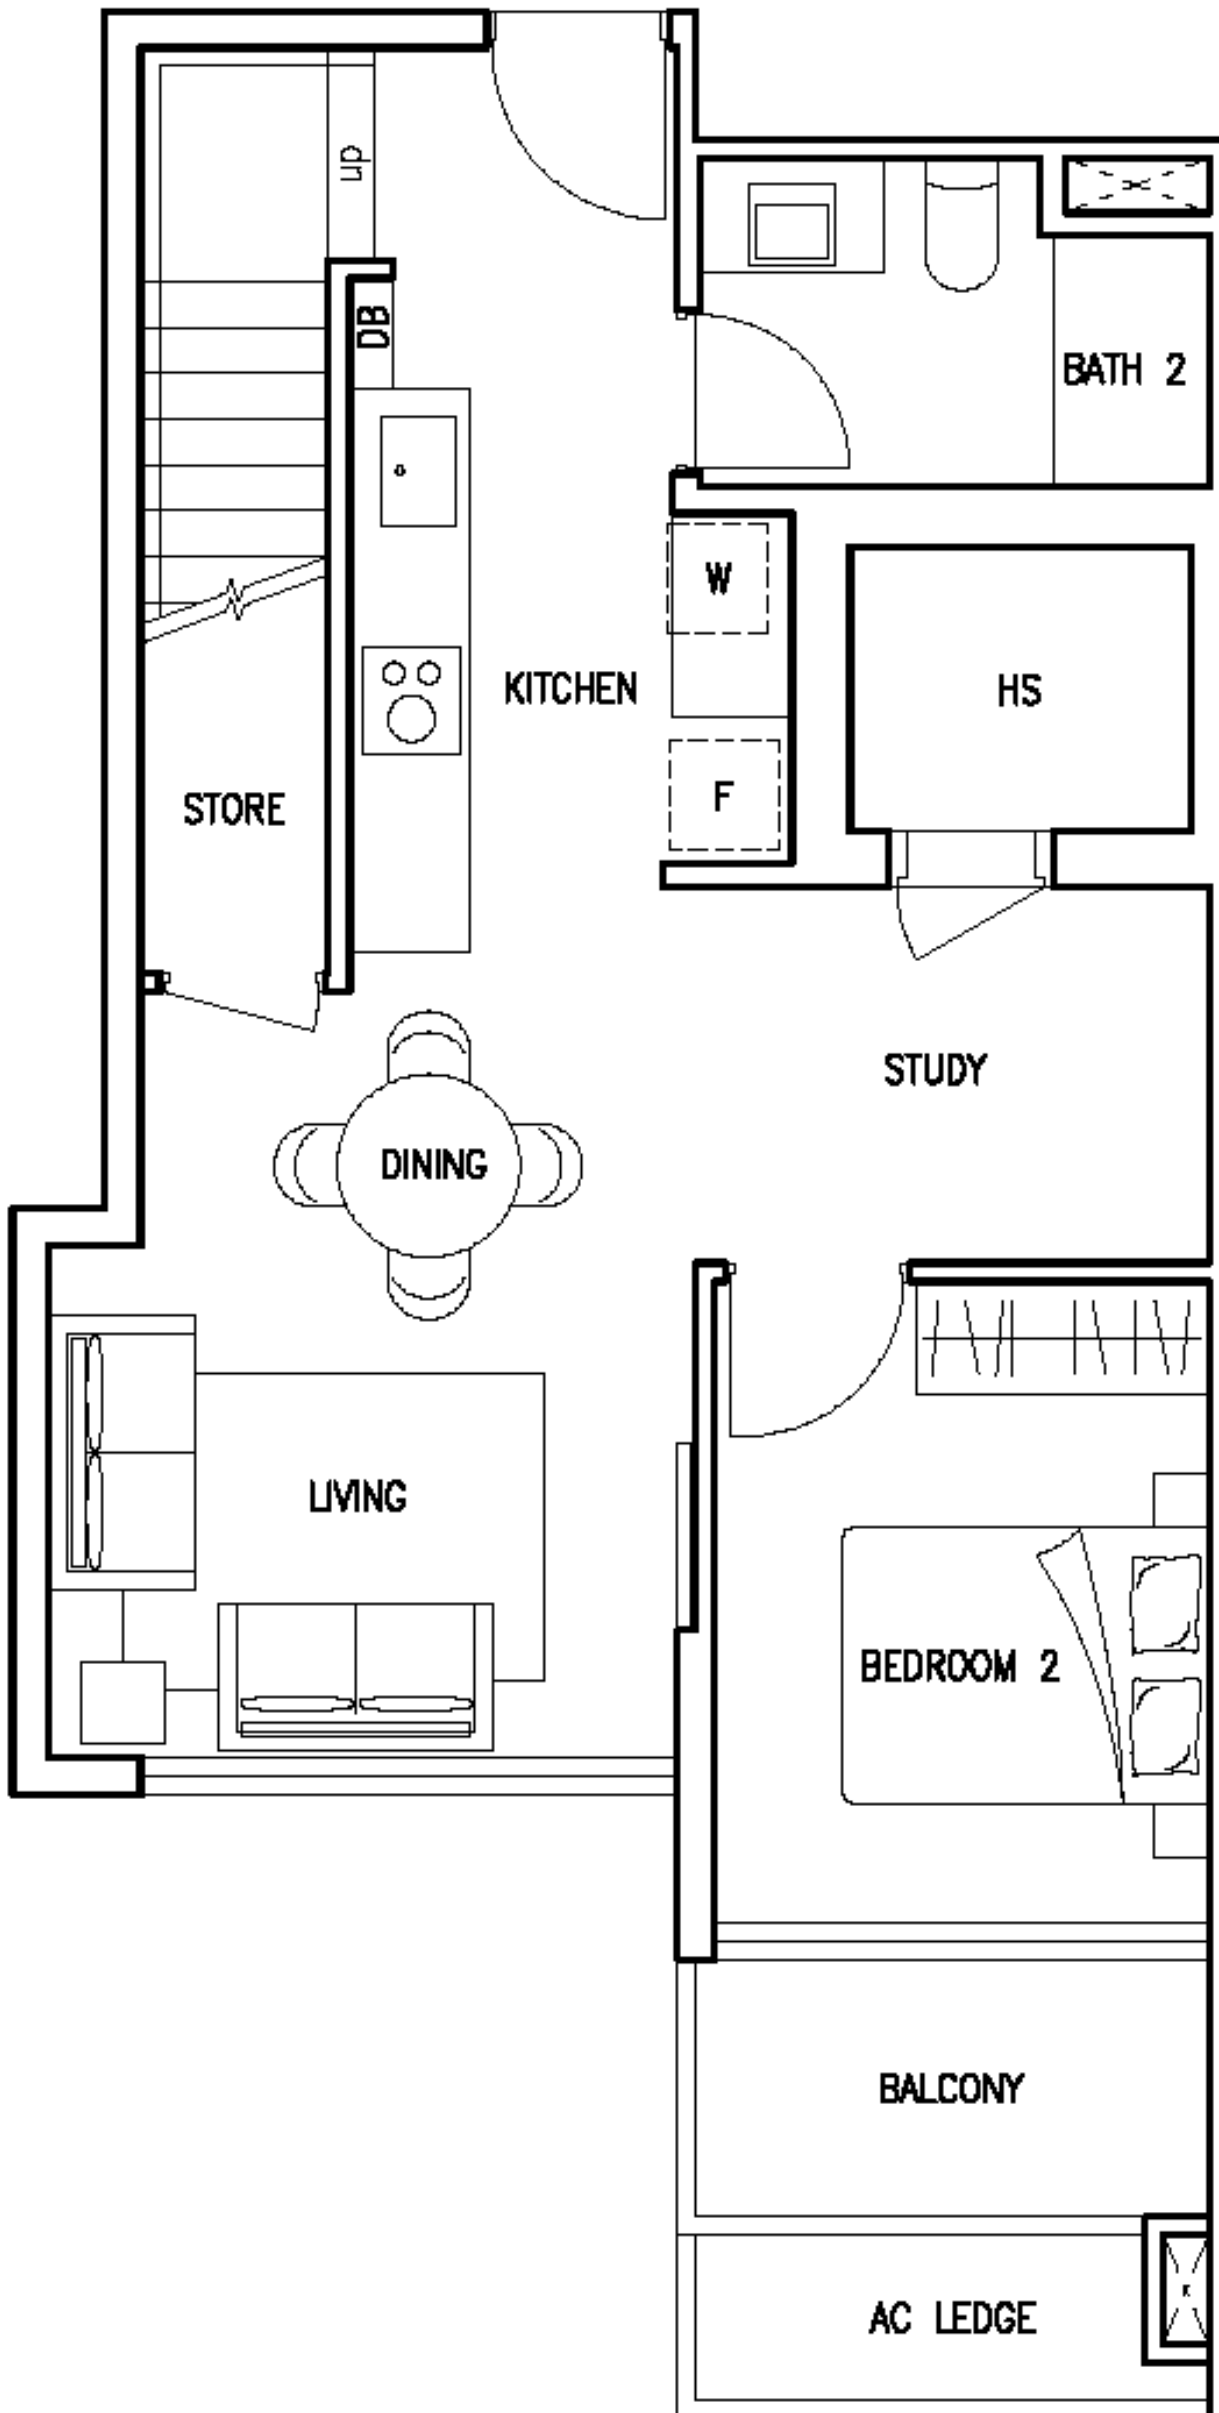 up
DB
BATH 2
W
KITCHEN
HS
F
STORE
STUDY
DINING
LIVING
BEDROOM 2
BALCONY
AC LEDGE